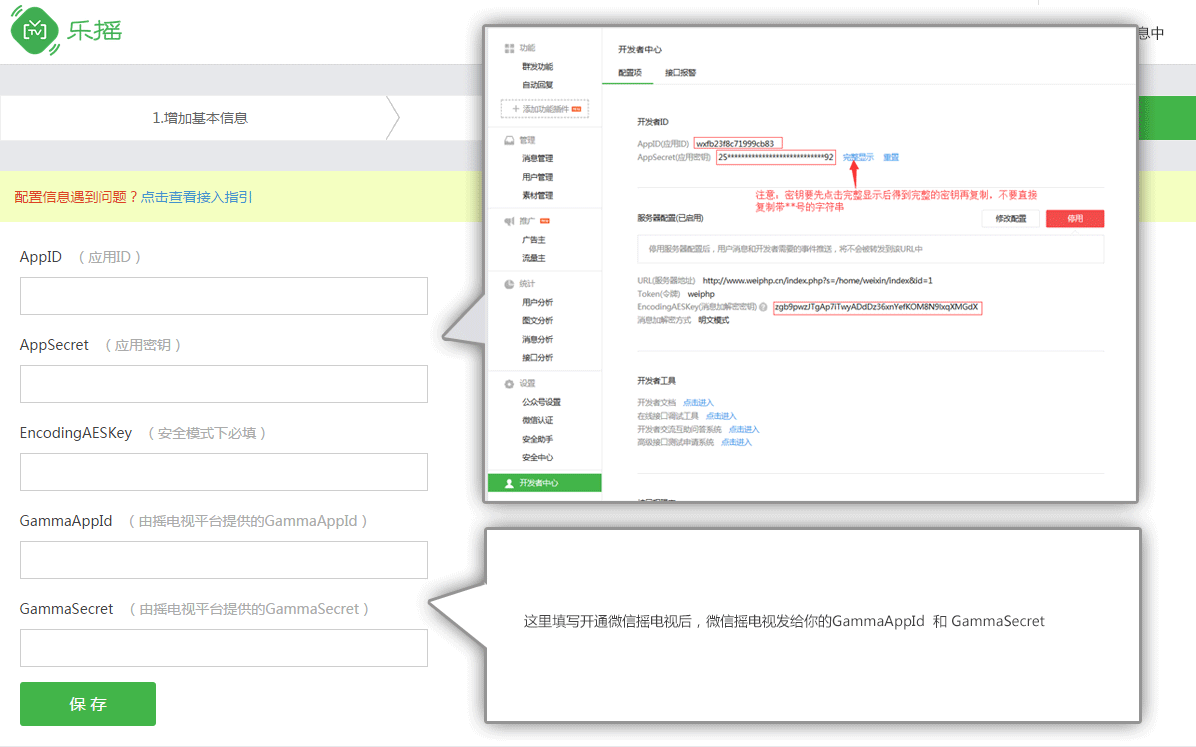 乐摇
息中
1.增加基本信息
配置信息遇到问题？点击查看接入指引
AppID （ 应用ID ）
AppSecret （ 应用密钥 ）
EncodingAESKey （ 安全模式下必填 ）
GammaAppId （ 由摇电视平台提供的GammaAppId ）
GammaSecret （ 由摇电视平台提供的GammaSecret ）
保 存
功能
群发功能
自动回复
+ 添加功能插件
管理
消息管理
用户管理
素材管理
推广
广告主
流量主
统计
用户分析
图文分析
消息分析
接口分析
设置
公众号设置
微信认证
安全助手
安全中心
开发者中心
开发者中心
配置项 接口报警
开发者ID
AppID(应用ID) wxfb23f8c71999cb83
AppSecret(应用密钥) 25****************************92 完整显示 重置
注意：密钥要先点击完整显示后得到完整的密钥再复制，不要直接
复制带**号的字符串
服务器配置(已启用) 修改配置 停用
停用服务器配置后，用户消息和开发者需要的事件推送，将不会被转发到该URL中
URL(服务器地址) http://www.weiphp.cn/index.php?s=/home/weixin/index&id=1
Token(令牌) weiphp
EncodingAESKey(消息加解密密钥) zgb9pwzJTgAp7iTwyADdDz36xnYefKOM8N9IxqXMGdX
消息加解密方式 明文模式
开发者工具
开发者文档 点击进入
在线接口调试工具 点击进入
开发者交流互助问答系统 点击进入
高级接口测试申请系统 点击进入
这里填写开通微信摇电视后，微信摇电视发给你的GammaAppId 和 GammaSecret